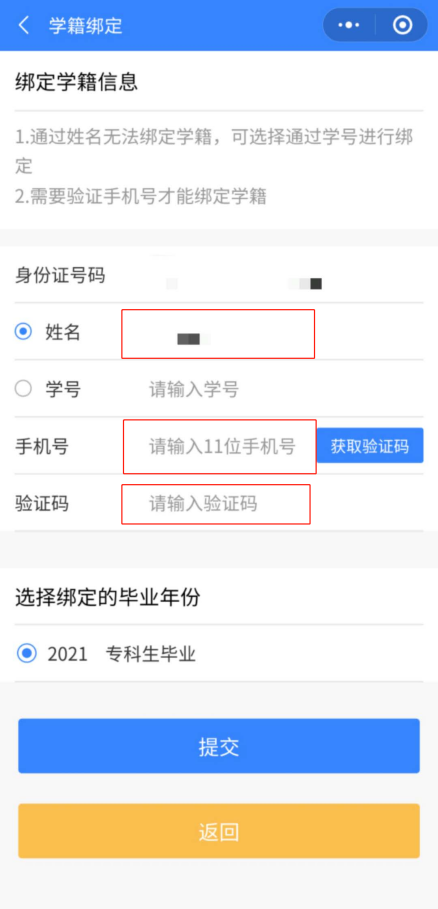 学籍绑定
绑定学籍信息
1.通过姓名无法绑定学籍，可选择通过学号进行绑
定
2.需要验证手机号才能绑定学籍
身份证号码
姓名
学号 请输入学号
手机号 请输入11位手机号 获取验证码
验证码 请输入验证码
选择绑定的毕业年份
2021 专科生毕业
提交
返回